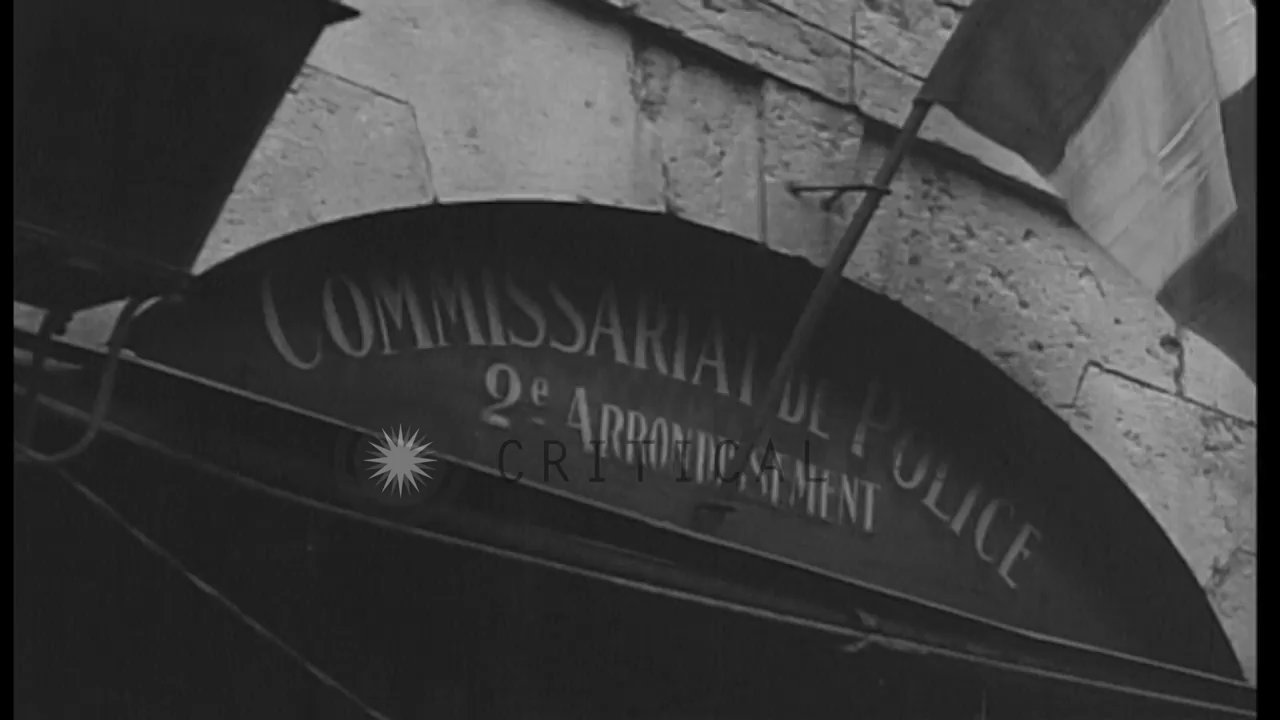 COMMISSARIAT DE POLICE
2e ARRONDISSEMENT
CRITICAL